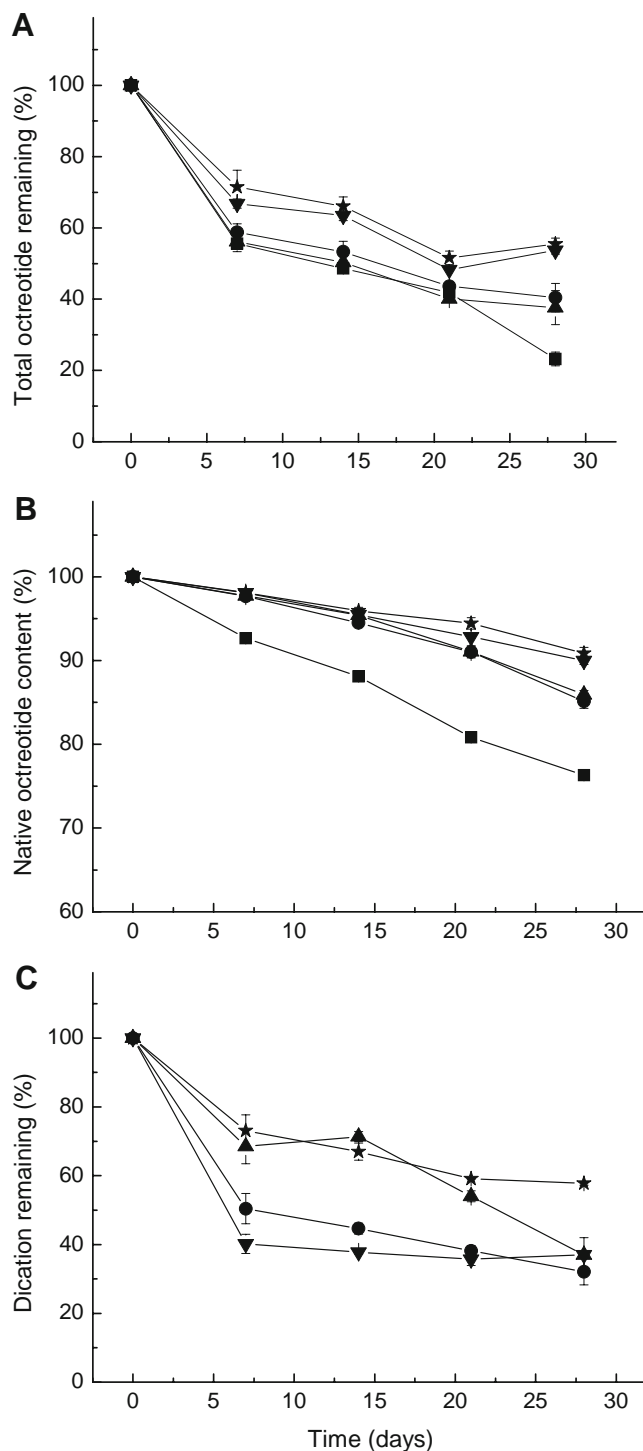 A
Total octreotide remaining (%)
100
80
60
40
20
0
0 5 10 15 20 25 30
B
Native octreotide content (%)
100
90
80
70
60
0 5 10 15 20 25 30
C
Dication remaining (%)
100
80
60
40
20
0
0 5 10 15 20 25 30
Time (days)